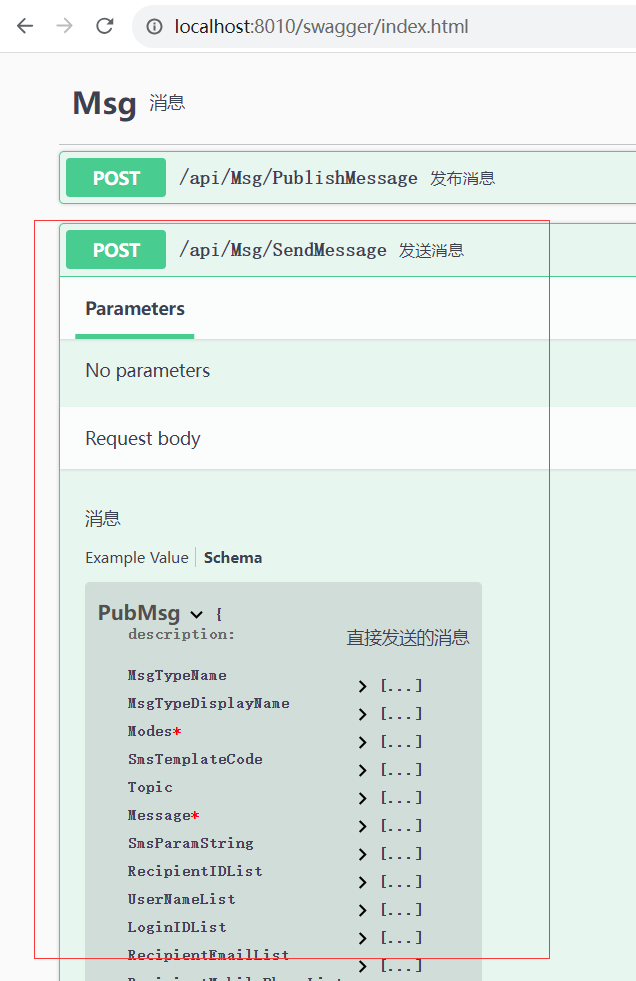 localhost:8010/swagger/index.html
Msg 消息
POST /api/Msg/PublishMessage 发布消息
POST /api/Msg/SendMessage 发送消息
Parameters
No parameters
Request body
消息
Example Value Schema
PubMsg {
description: 直接发送的消息
MsgTypeName [...]
MsgTypeDisplayName [...]
Modes* [...]
SmsTemplateCode [...]
Topic [...]
Message* [...]
SmsParamString [...]
RecipientIDList [...]
UserNameList [...]
LoginIDList [...]
RecipientEmailList [...]